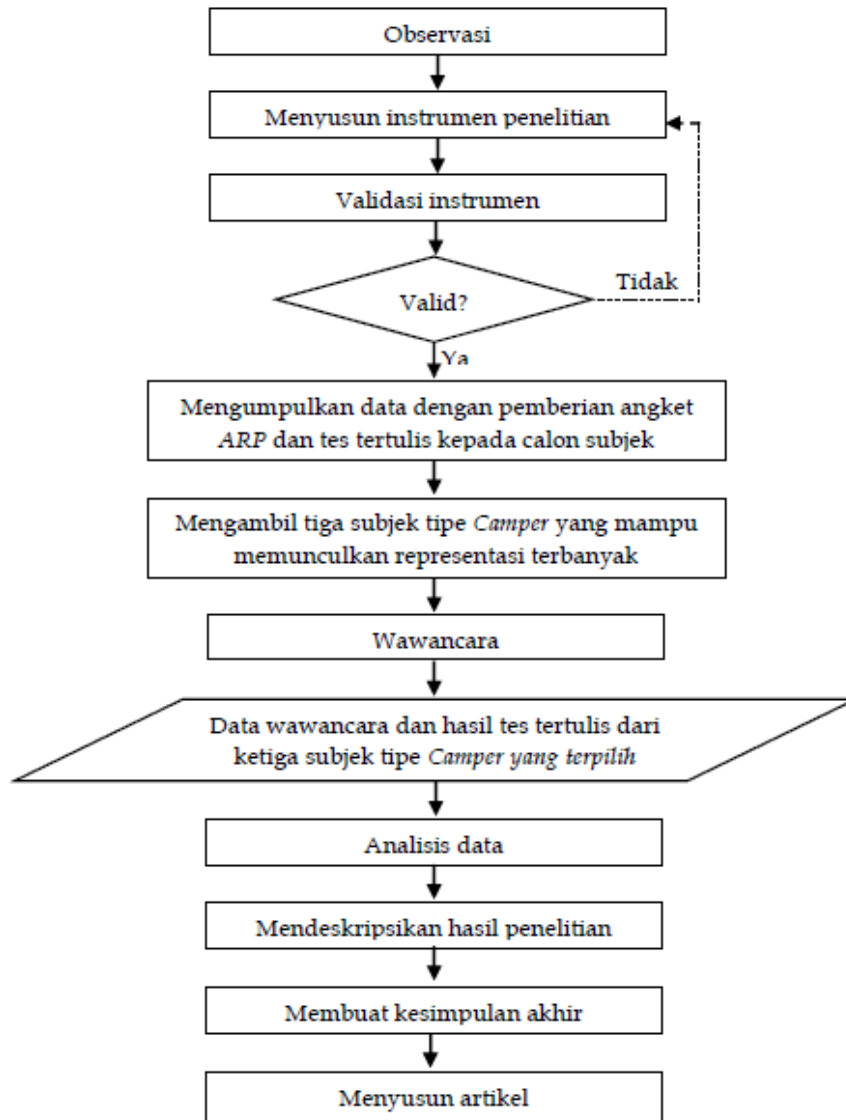 Observasi
Menyusun instrumen penelitian
Validasi instrumen
Tidak
Valid?
Ya
Mengumpulkan data dengan pemberian angket
ARP dan tes tertulis kepada calon subjek
Mengambil tiga subjek tipe Camper yang mampu
memunculkan representasi terbanyak
Wawancara
Data wawancara dan hasil tes tertulis dari
ketiga subjek tipe Camper yang terpilih
Analisis data
Mendeskripsikan hasil penelitian
Membuat kesimpulan akhir
Menyusun artikel